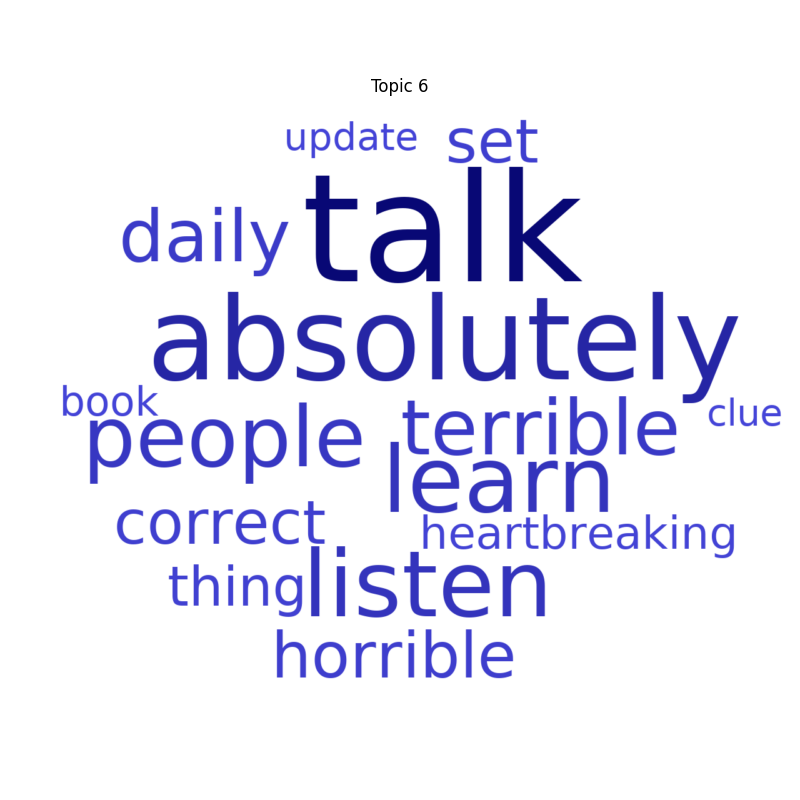 Topic 6
update set
daily talk
absolutely
book clue
people terrible
learn
correct heartbreaking
thing listen
horrible